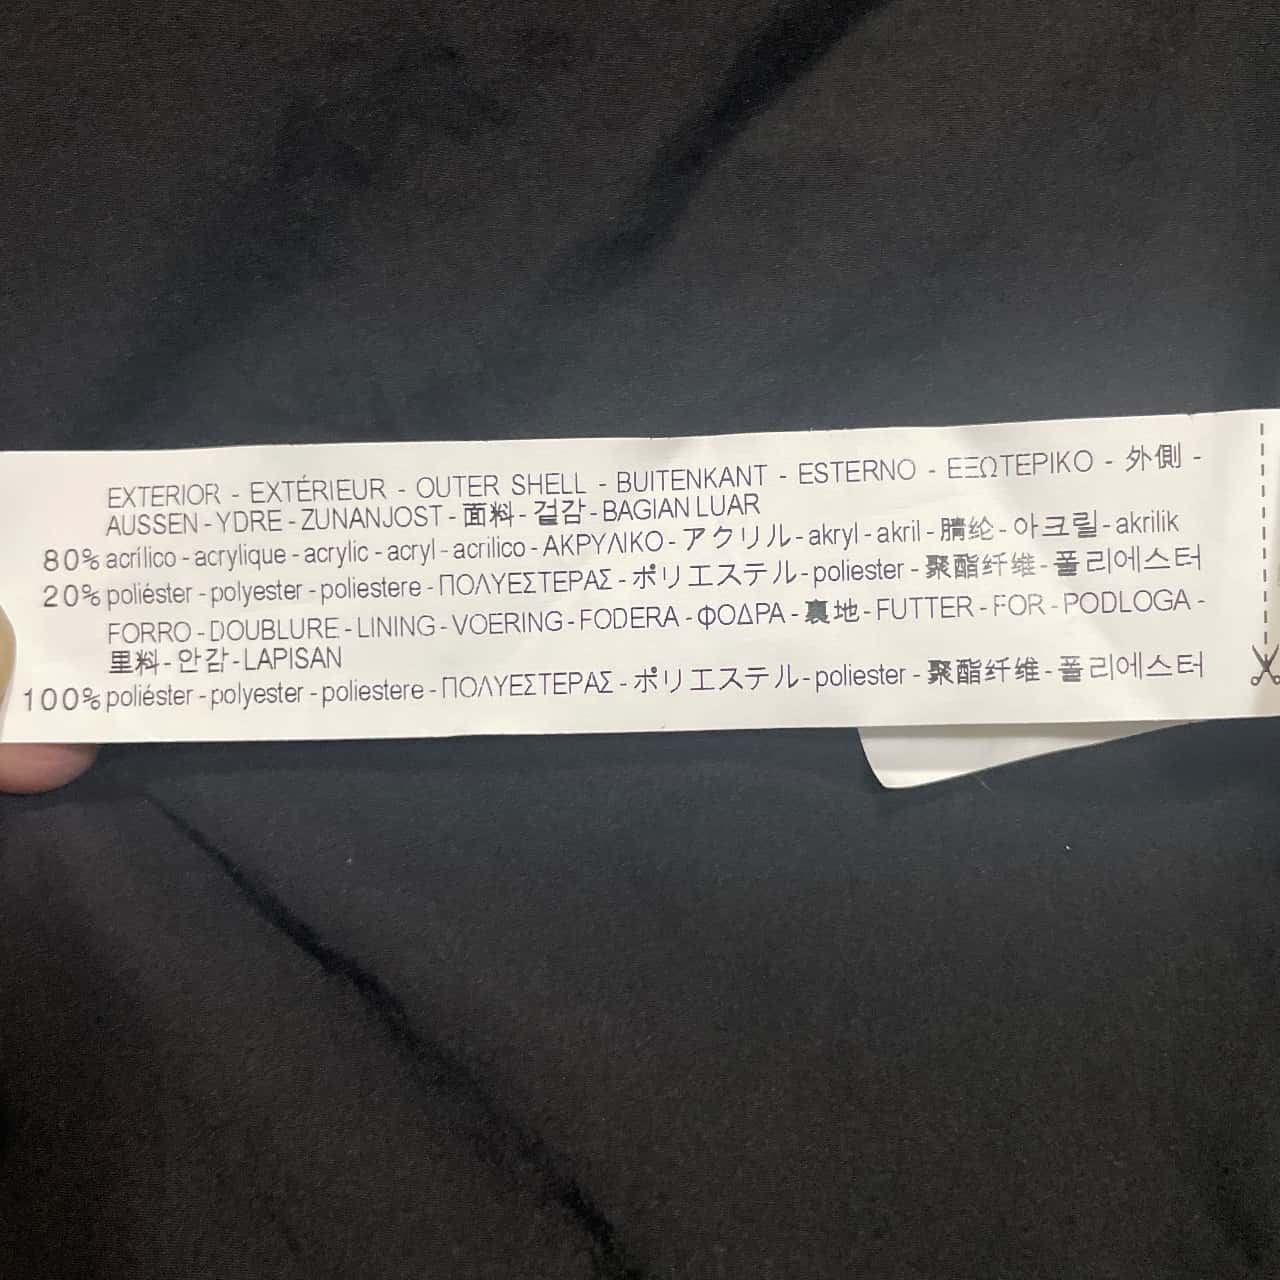 EXTERIOR - EXTÉRIEUR - OUTER SHELL - BUITENKANT - ESTERNO - ΕΞΩΤΕΡΙΚΟ - 外側 -
AUSSEN - YDRE - ZUNANJOST - 面料 - 겉감 - BAGIAN LUAR
80% acrílico - acrylique - acrylic - acryl - acrilico - ΑΚΡΥΛΙΚΟ - アクリル - akryl - akril - 腈纶 - 아크릴 - akrilik
20% poliéster - polyester - poliestere - ΠΟΛΥΕΣΤΕΡΑΣ - ポリエステル - poliester - 聚酯纤维 - 폴리에스터
FORRO - DOUBLURE - LINING - VOERING - FODERA - ΦΟΔΡΑ - 裏地 - FUTTER - FOR - PODLOGA -
里料 - 안감 - LAPISAN
100% poliéster - polyester - poliestere - ΠΟΛΥΕΣΤΕΡΑΣ - ポリエステル - poliester - 聚酯纤维 - 폴리에스터